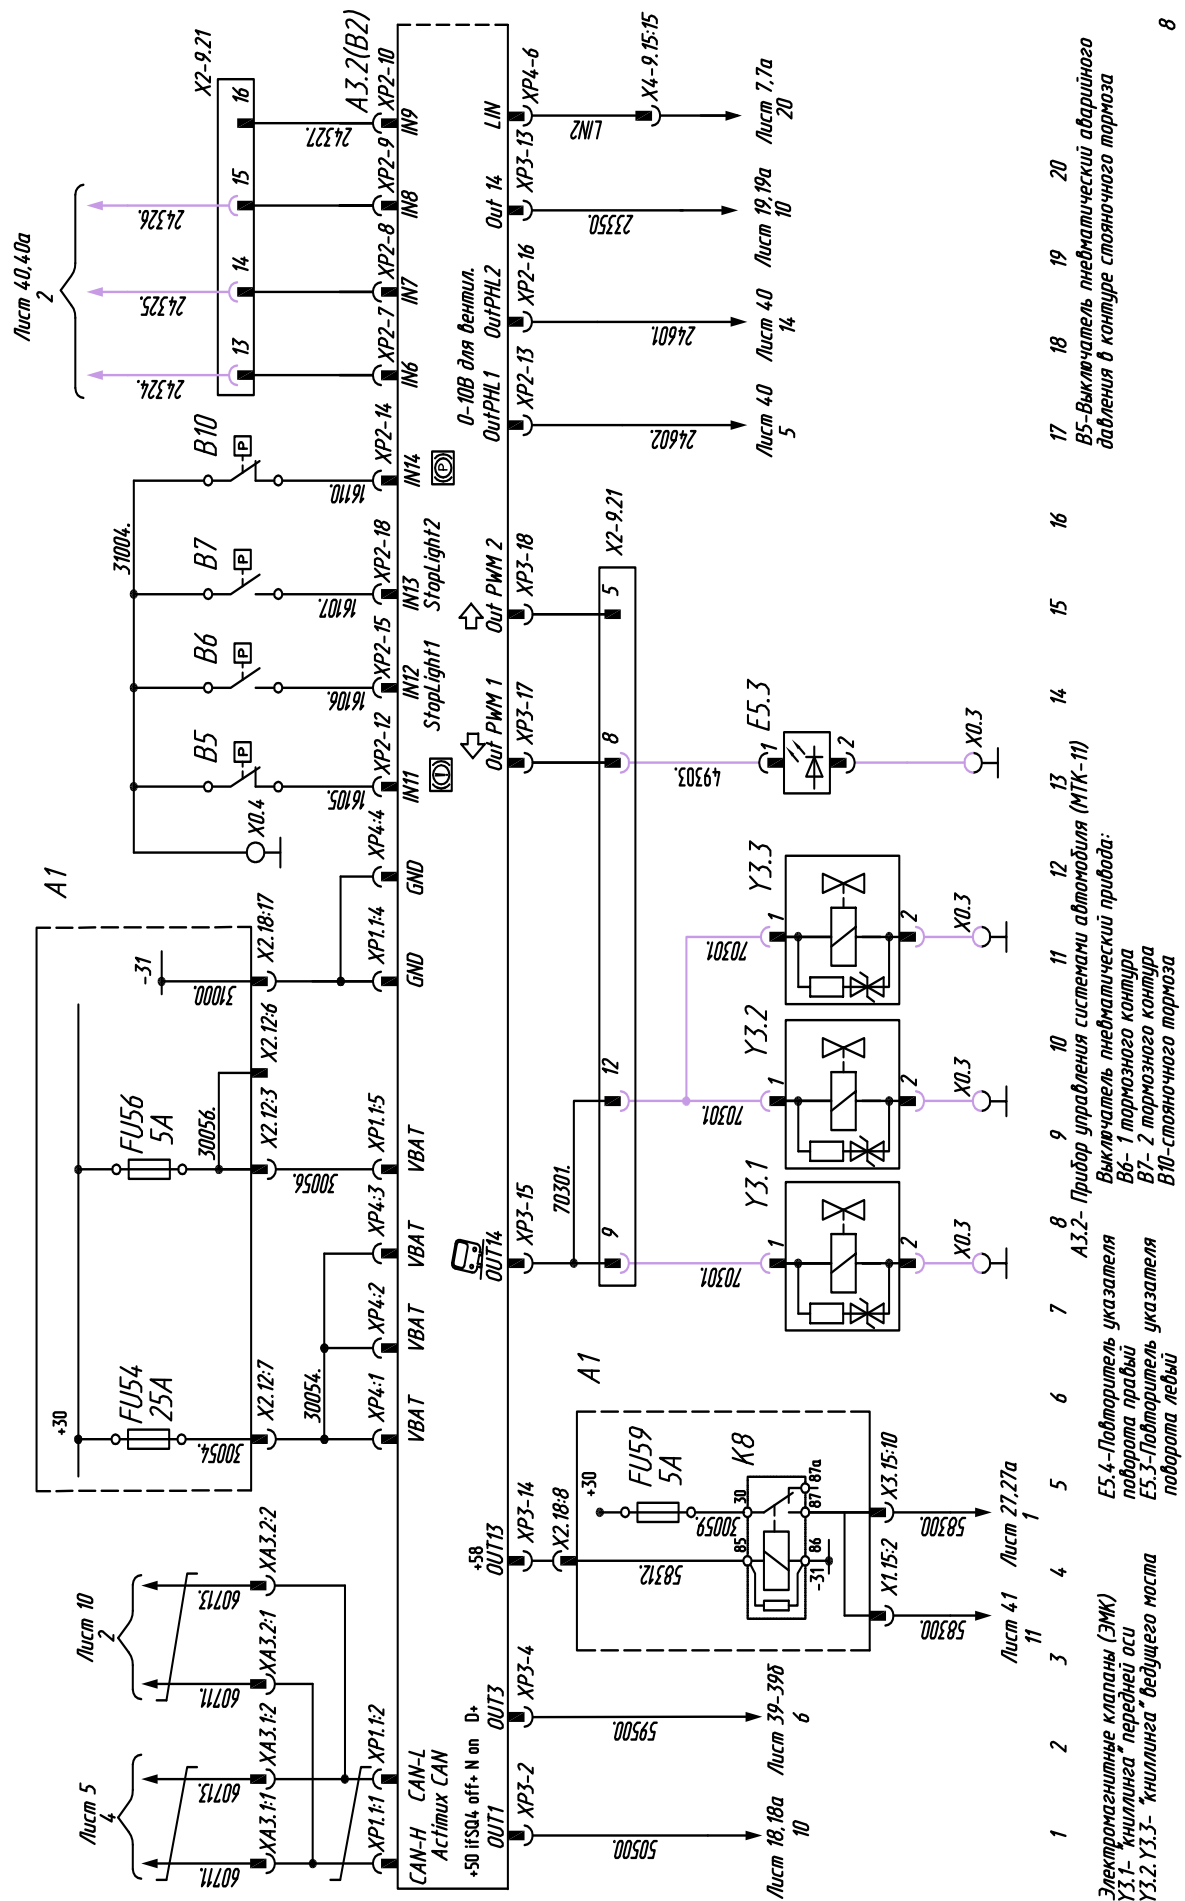 Лист 5
4
Лист 10
2
60711.
60713.
60711.
60713.
XA3.1:1
XA3.1:2
XA3.2:1
XA3.2:2
XP1.1:1
XP1.1:2
CAN-H
CAN-L
Actimux CAN
A1
+30
FU54
25A
FU56
5A
-31
30054.
30056.
31000.
X2.12:7
X2.12:3
X2.12:6
X2.18:17
30054.
30056.
XP4:1
XP4:2
XP4:3
XP1.1:5
XP1.1:4
XP4:4
VBAT
VBAT
VBAT
VBAT
GND
GND
X0.4
31004.
B5
P
B6
P
B7
P
B10
P
16105.
16106.
16107.
16110.
XP2-12
XP2-15
XP2-18
XP2-14
IN11
IN12
StopLight1
IN13
StopLight2
IN14
P
Лист 40,40а
2
24324.
24325.
24326.
24327.
13
14
15
16
X2-9.21
XP2-7
XP2-8
XP2-9
XP2-10
IN6
IN7
IN8
IN9
A3.2(B2)
+50 ifSQ4 off+ N on
D+
+58
0-10В для вентил.
OUT1
OUT3
OUT13
OUT14
Out PWM 1
Out PWM 2
OutPHL1
OutPHL2
Out 14
LIN
XP3-2
XP3-4
XP3-14
XP3-15
XP3-17
XP3-18
XP2-13
XP2-16
XP3-13
XP4-6
50500.
59500.
Лист 18,18а
10
Лист 39-39б
6
X2.18:8
A1
58312.
+30
FU59
5A
30059.
K8
30
85
86
87
87a
-31
X1.15:2
X3.15:10
58300.
58300.
Лист 41
11
Лист 27,27а
1
70301.
9
12
8
5
X2-9.21
70301.
70301.
70301.
49303.
Y3.1
1
2
X0.3
Y3.2
1
2
X0.3
Y3.3
1
2
X0.3
E5.3
1
2
X0.3
24602.
24601.
23350.
LIN2
X4-9.15:15
Лист 40
5
Лист 40
14
Лист 19,19а
10
Лист 7,7а
20
1 2 3 4 5 6 7 8 9 10 11 12 13 14 15 16 17 18 19 20
Электромагнитные клапаны (ЭМК)
Y3.1- "книлинга" передней оси
Y3.2.Y3.3- "книлинга" ведущего моста
E5.4-Повторитель указателя
поворота правый
E5.3-Повторитель указателя
поворота левый
A3.2- Прибор управления системами автомобиля (МТК-11)
Выключатель пневматический привода:
B6- 1 тормозного контура
B7- 2 тормозного контура
B10-стояночного тормоза
B5-Выключатель пневматический аварийного
давления в контуре стояночного тормоза
8